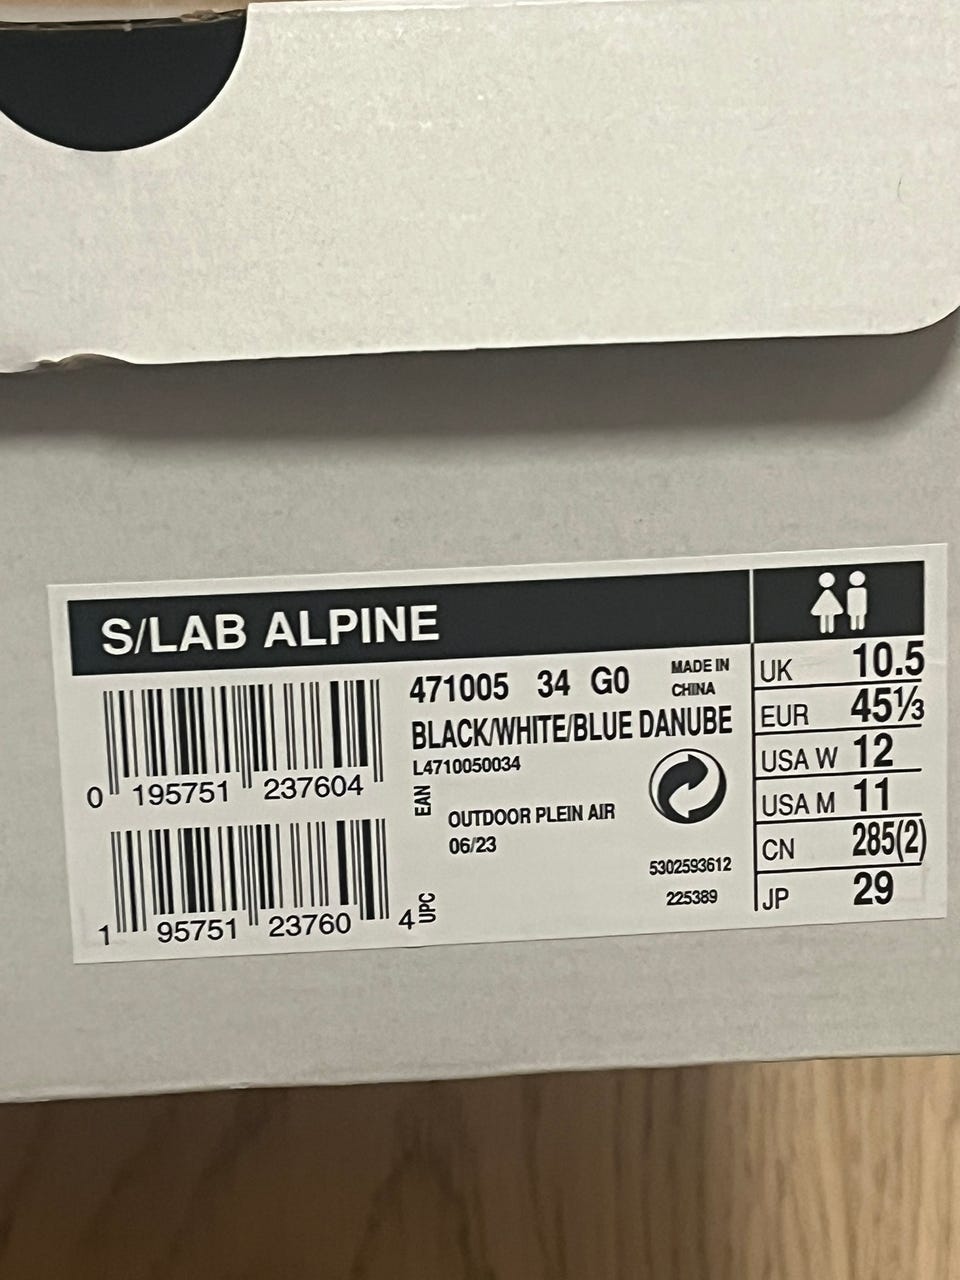 S/LAB ALPINE
471005 34 G0
MADE IN
CHINA
BLACK/WHITE/BLUE DANUBE
L4710050034
0 195751 237604
EAN
OUTDOOR PLEIN AIR
06/23
5302593612
225389
1 95751 23760 4
UPC
UK 10.5
EUR 45⅓
USA W 12
USA M 11
CN 285(2)
JP 29